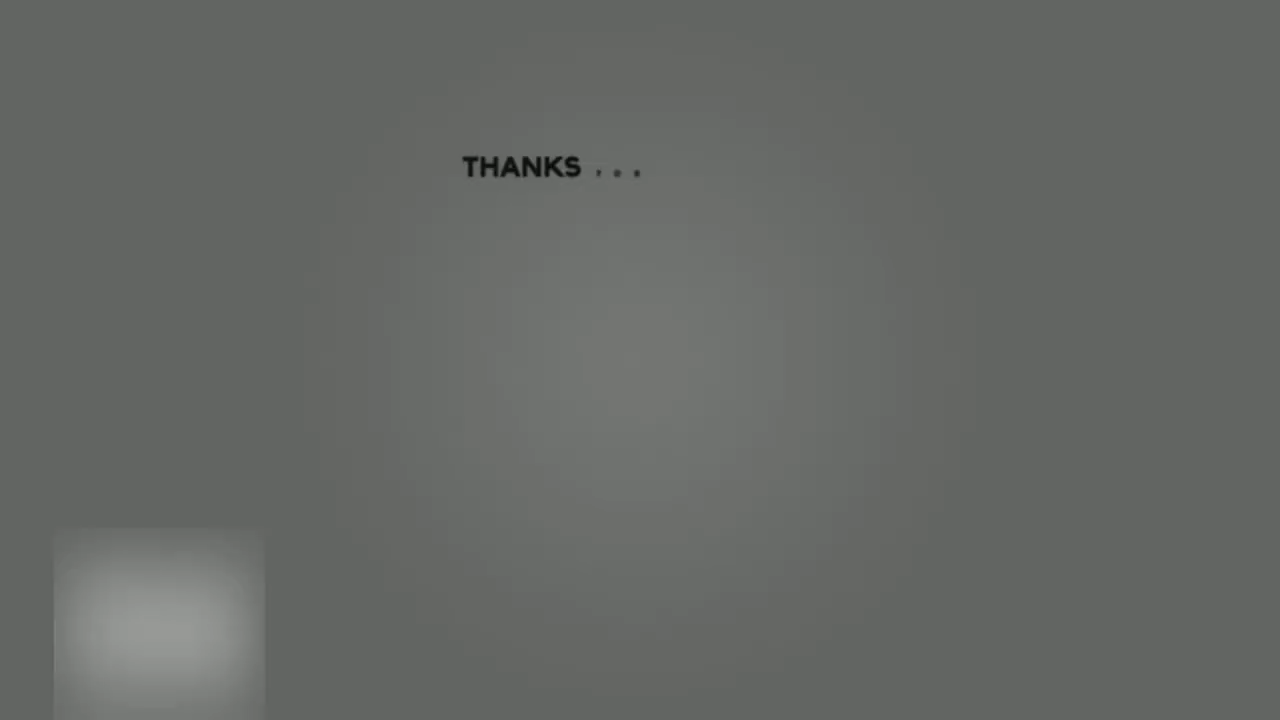 THANKS . . .